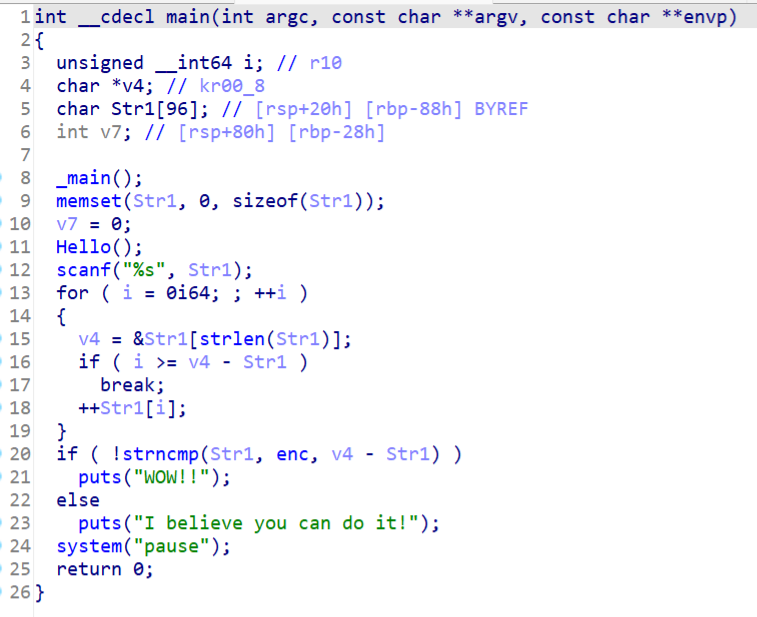 1 int __cdecl main(int argc, const char **argv, const char **envp)
2 {
3   unsigned __int64 i; // r10
4   char *v4; // kr00_8
5   char Str1[96]; // [rsp+20h] [rbp-88h] BYREF
6   int v7; // [rsp+80h] [rbp-28h]
7
8   _main();
9   memset(Str1, 0, sizeof(Str1));
10   v7 = 0;
11   Hello();
12   scanf("%s", Str1);
13   for ( i = 0i64; ; ++i )
14   {
15     v4 = &Str1[strlen(Str1)];
16     if ( i >= v4 - Str1 )
17       break;
18     ++Str1[i];
19   }
20   if ( !strncmp(Str1, enc, v4 - Str1) )
21     puts("WOW!!");
22   else
23     puts("I believe you can do it!");
24   system("pause");
25   return 0;
26 }